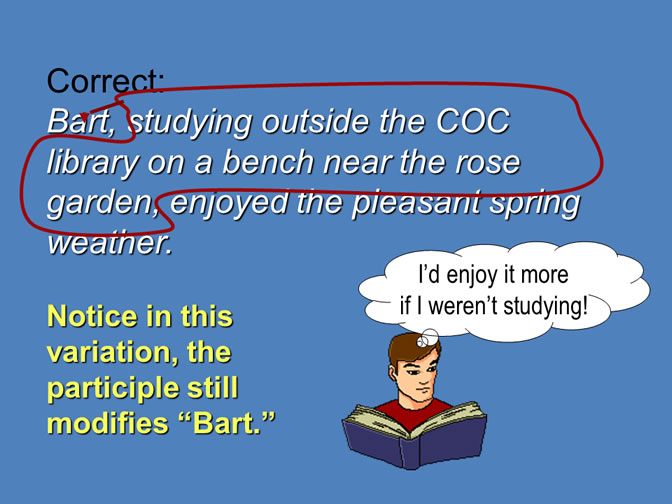 Correct:
Bart, studying outside the COC
library on a bench near the rose
garden, enjoyed the pleasant spring
weather.
I’d enjoy it more
if I weren’t studying!
Notice in this
variation, the
participle still
modifies “Bart.”